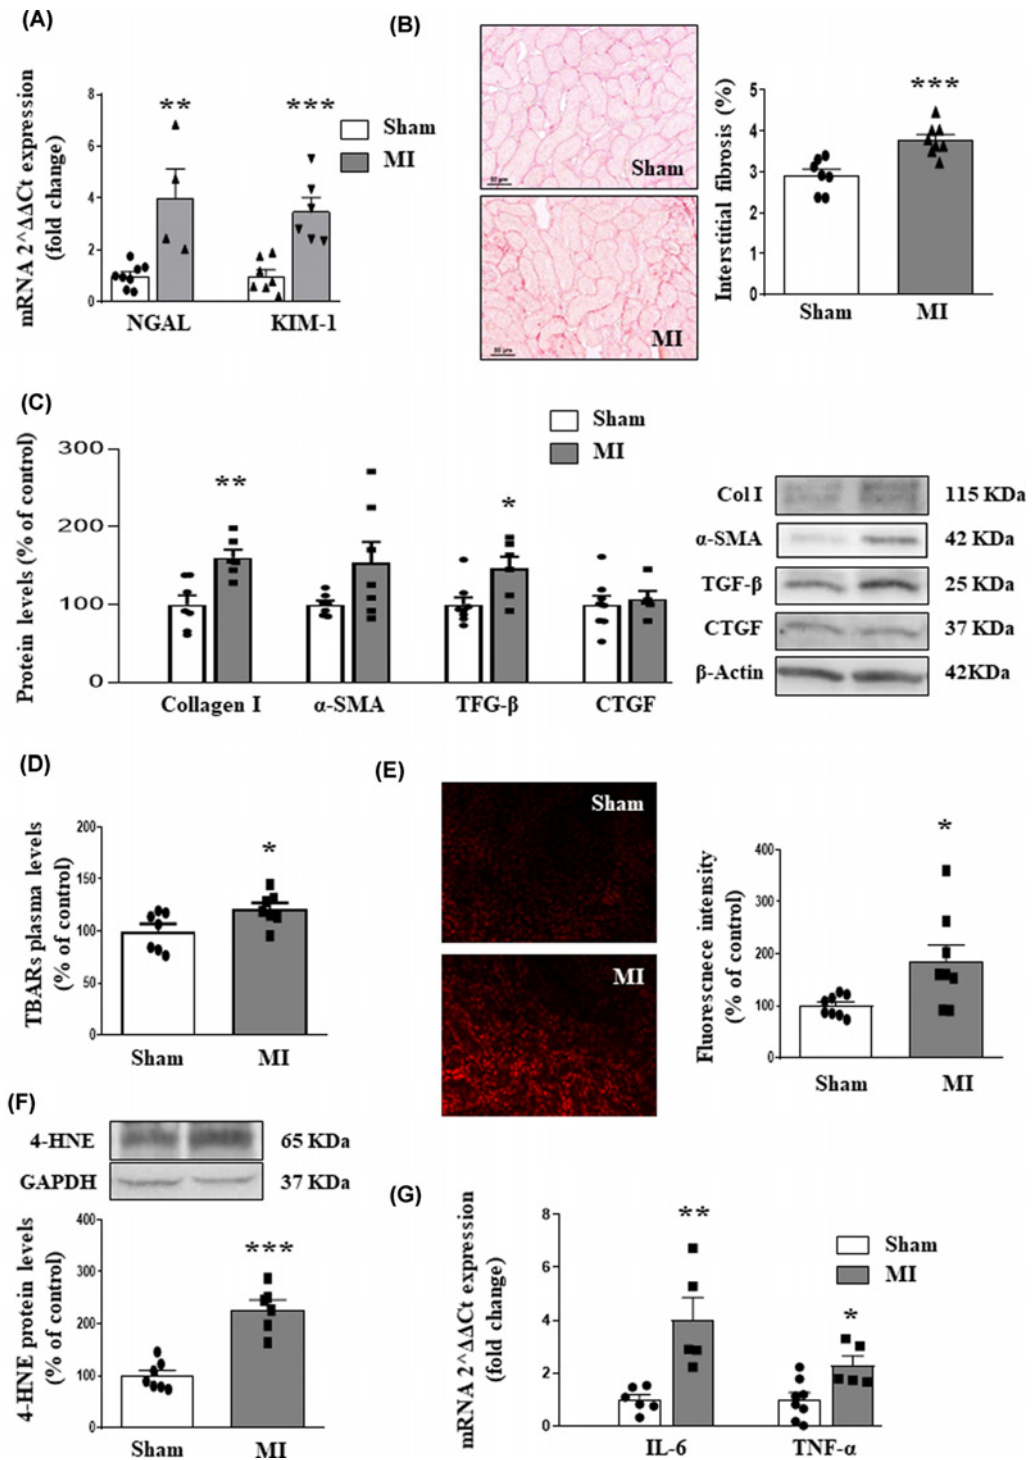 (A)
mRNA 2^ΔΔCt expression
(fold change)
8
6
4
2
0
**
***
Sham
MI
NGAL
KIM-1
(B)
Sham
50 µm
MI
50 µm
Interstitial fibrosis (%)
5
4
3
2
1
0
***
Sham
MI
(C)
Sham
MI
Protein levels (% of control)
300
200
100
0
**
*
Collagen I
α-SMA
TFG-β
CTGF
Col I
115 KDa
α-SMA
42 KDa
TGF-β
25 KDa
CTGF
37 KDa
β-Actin
42KDa
(D)
TBARs plasma levels
(% of control)
200
150
100
50
0
*
Sham
MI
(E)
Sham
MI
Fluorescnece intensity
(% of control)
400
300
200
100
0
*
Sham
MI
(F)
4-HNE
65 KDa
GAPDH
37 KDa
4-HNE protein levels
(% of control)
400
300
200
100
0
***
Sham
MI
(G)
mRNA 2^ΔΔCt expression
(fold change)
8
6
4
2
0
**
*
Sham
MI
IL-6
TNF-α